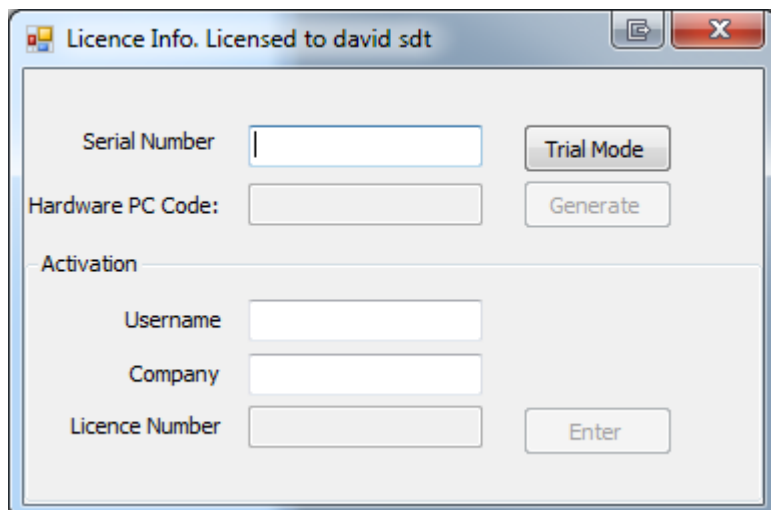 Licence Info. Licensed to david sdt
Serial Number
Trial Mode
Hardware PC Code:
Generate
Activation
Username
Company
Licence Number
Enter